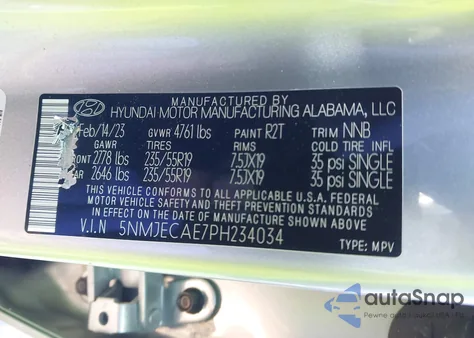 MANUFACTURED BY
HYUNDAI MOTOR MANUFACTURING ALABAMA, LLC
Feb/14/23 GVWR 4761 lbs PAINT R2T TRIM NNB
TIRES RIMS COLD TIRE INFL
ONT 2778 lbs 235/55R19 7.5JX19 35 psi SINGLE
AR 2646 lbs 235/55R19 7.5JX19 35 psi SINGLE
THIS VEHICLE CONFORMS TO ALL APPLICABLE U.S.A. FEDERAL
MOTOR VEHICLE SAFETY AND THEFT PREVENTION STANDARDS
IN EFFECT ON THE DATE OF MANUFACTURE SHOWN ABOVE.
V.I.N 5NMJECAE7PH234034
TYPE: MPV
autoSnap